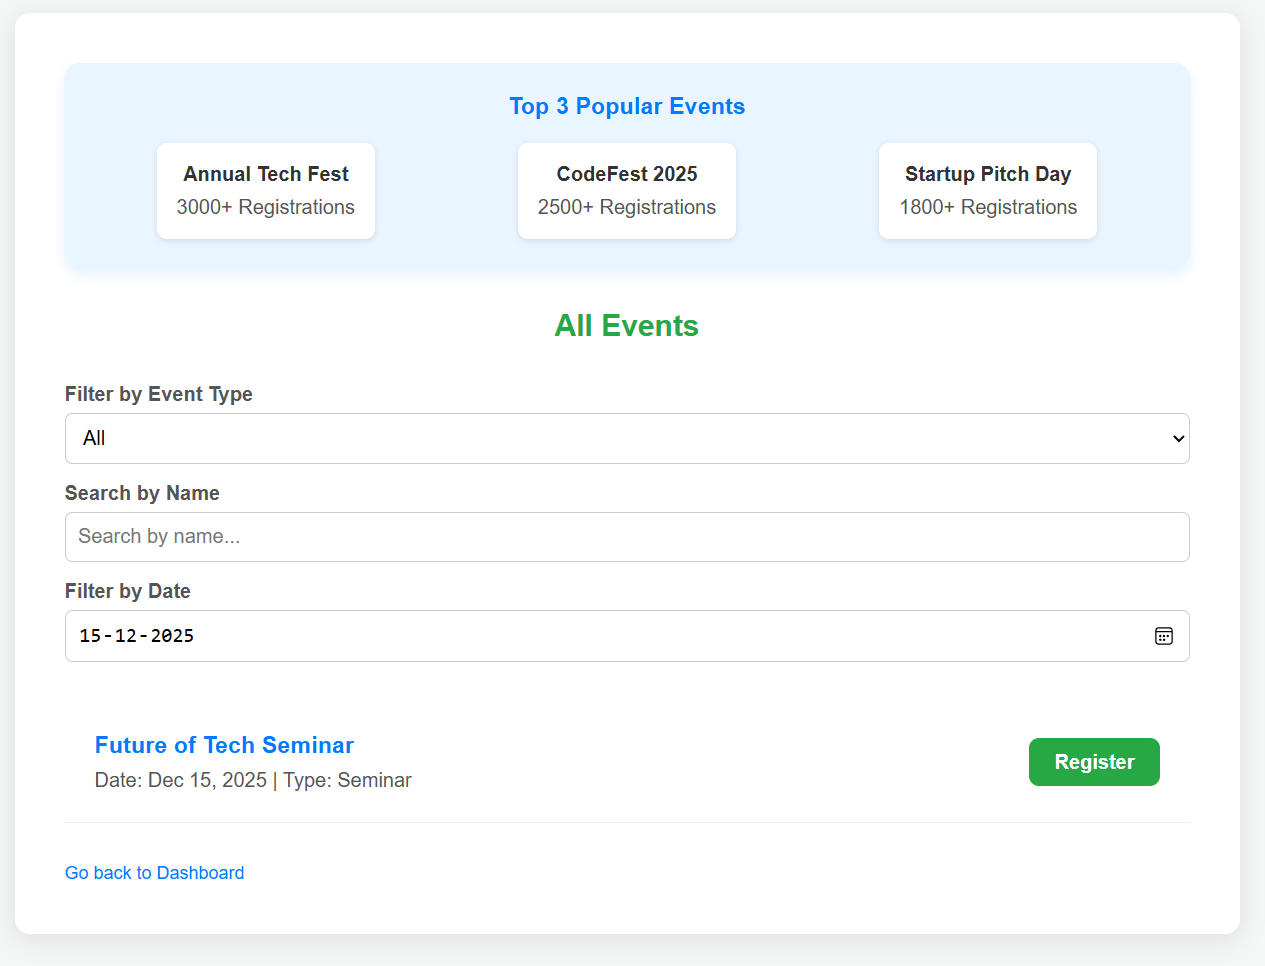 Top 3 Popular Events
Annual Tech Fest
3000+ Registrations
CodeFest 2025
2500+ Registrations
Startup Pitch Day
1800+ Registrations
All Events
Filter by Event Type
All
Search by Name
Search by name...
Filter by Date
15-12-2025
Future of Tech Seminar
Date: Dec 15, 2025 | Type: Seminar
Register
Go back to Dashboard